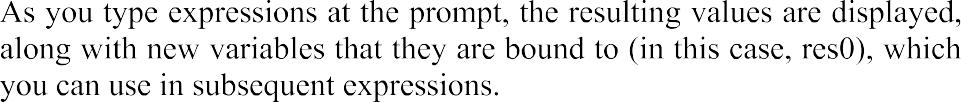 As you type expressions at the prompt, the resulting values are displayed,
along with new variables that they are bound to (in this case, res0), which
you can use in subsequent expressions.